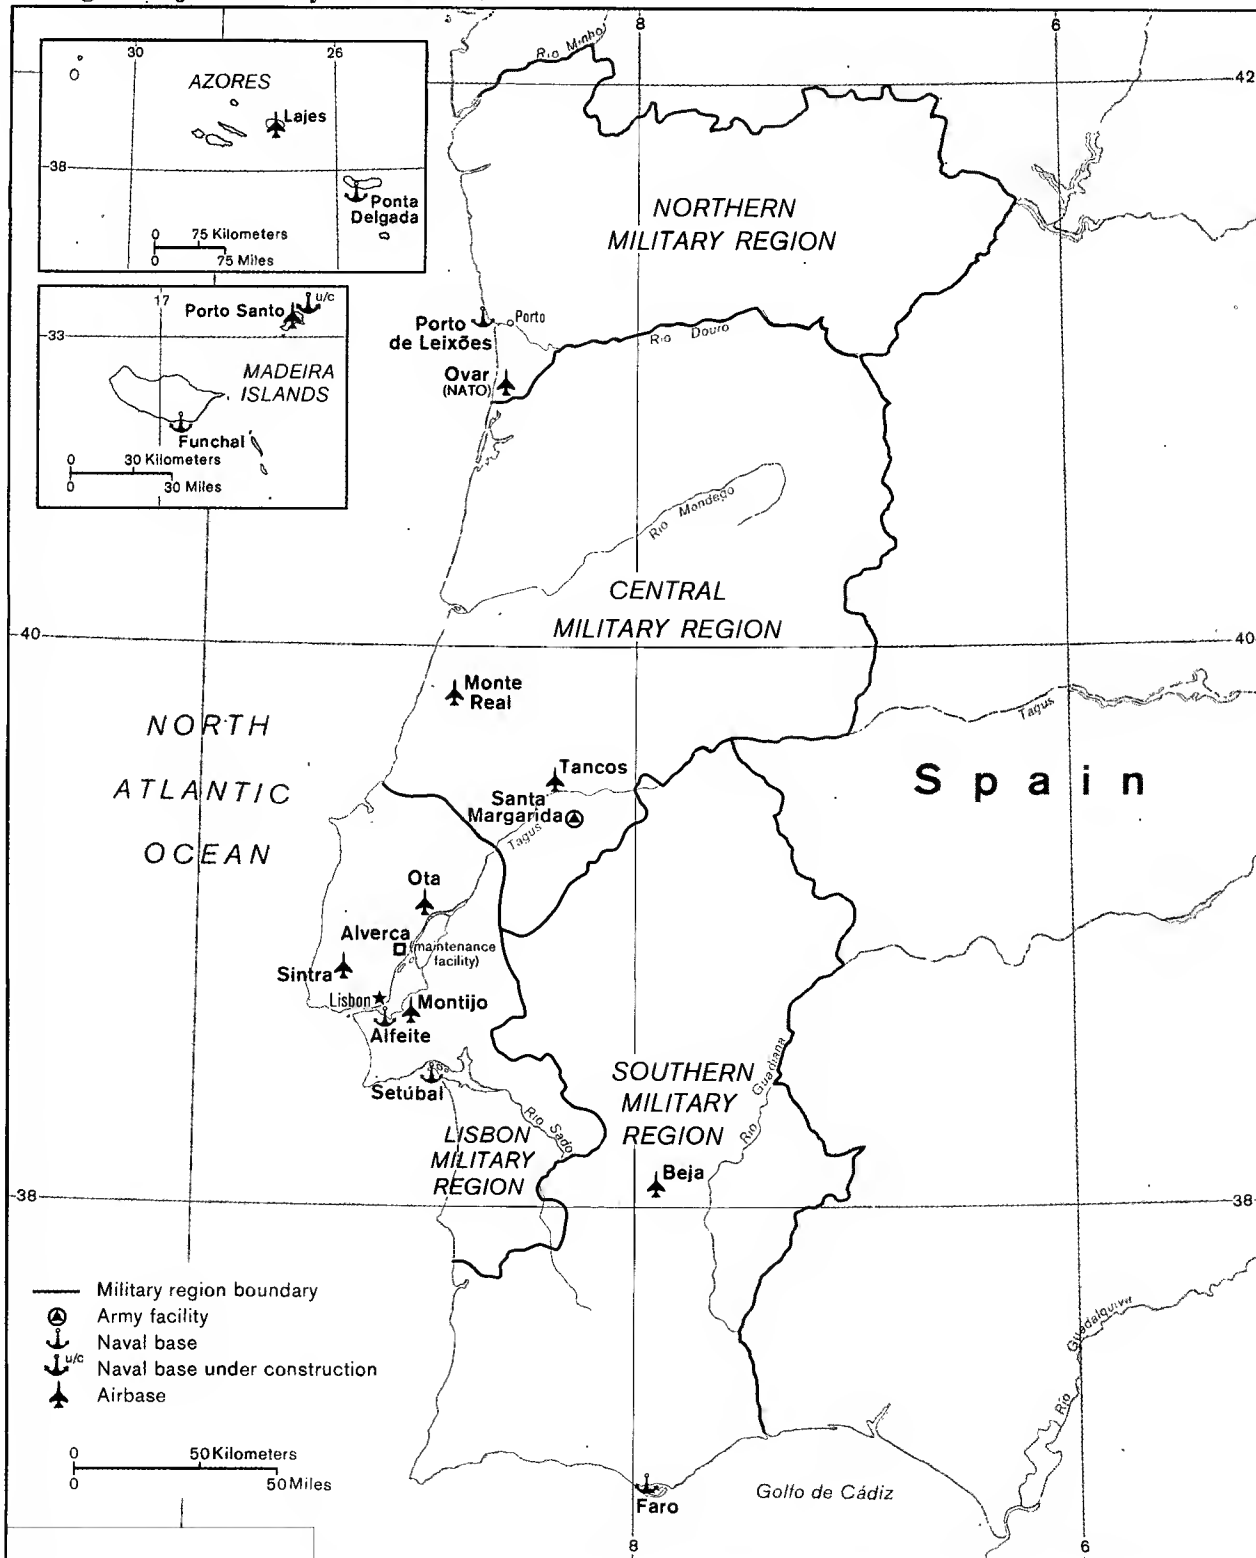 8
6
42
Rio Minho
30
26
AZORES
Lajes
38
Ponta
Delgada
0 75 Kilometers
0 75 Miles
NORTHERN
MILITARY REGION
17
u/c
Porto Santo
33
MADEIRA
ISLANDS
Funchal
0 30 Kilometers
0 30 Miles
Porto
de Leixões
Porto
Rio Douro
Ovar
(NATO)
Rio Mondego
CENTRAL
MILITARY REGION
40
40
Monte
Real
NORTH
ATLANTIC
OCEAN
Tagus
Spain
Tancos
Santa
Margarida
Tagus
Ota
Alverca
(maintenance
facility)
Sintra
Lisbon
Montijo
Alfeite
Setúbal
Rio Guadiana
SOUTHERN
MILITARY
REGION
Rio Sado
LISBON
MILITARY
REGION
Beja
38
38
Military region boundary
Army facility
Naval base
u/c
Naval base under construction
Airbase
0 50 Kilometers
0 50 Miles
Rio
Guadalquivir
Golfo de Cádiz
Faro
8
6